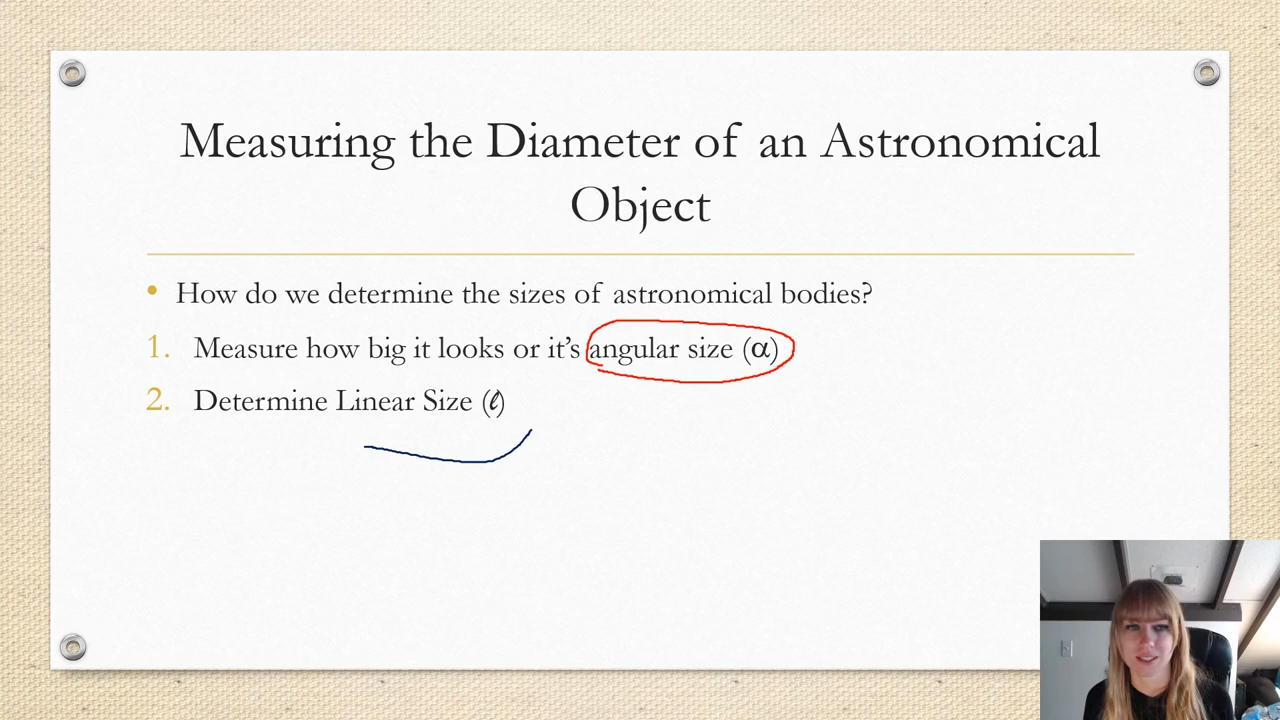 Measuring the Diameter of an Astronomical
Object
• How do we determine the sizes of astronomical bodies?
1. Measure how big it looks or it’s angular size (α)
2. Determine Linear Size (ℓ)